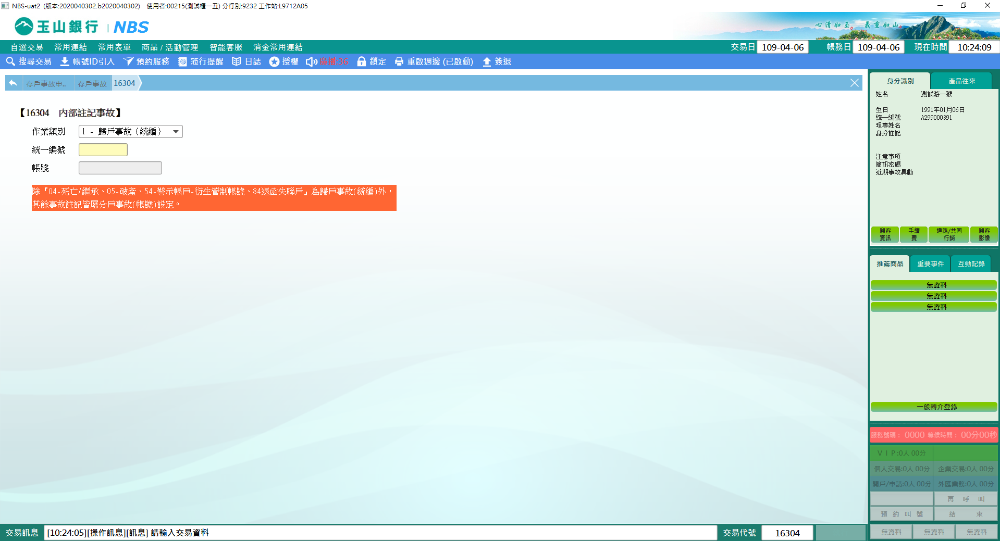 NBS-uat2 (版本:2020040302.b2020040302) 使用者:00215(測試櫃一丑) 分行別:9232 工作站:L9712A05
玉山銀行 | NBS
心清如玉 義重如山
自選交易 常用連結 常用表單 商品 / 活動管理 智能客服 消金常用連結 交易日 109-04-06 帳務日 109-04-06 現在時間 10:24:09
搜尋交易 帳號ID引入 預約服務 蒞行提醒 日誌 授權 廣播:36 鎖定 重啟週邊 (已啟動) 簽退
存戶事故申.. 存戶事故 16304
【16304 內部註記事故】
作業類別 1 - 歸戶事故（統編）
統一編號
帳號
除『04-死亡/繼承、05-破產、54-警示帳戶-衍生管制帳號、84退函失聯戶』為歸戶事故(統編)外，
其餘事故註記皆屬分戶事故(帳號)設定。
身分識別 產品往來
姓名 測試游一猴
生日 1991年01月06日
統一編號 A299000391
理專姓名
身分註記
注意事項
簡訊密碼
近期事故異動
顧客資訊 手續費 通路/共同行銷 顧客影像
推薦商品 重要事件 互動記錄
無資料
無資料
無資料
一般轉介登錄
服務號碼： 0000 等候時間： 00分00秒
ＶＩＰ:0人 00分
個人交易:0人 00分 企業交易:0人 00分
開戶/申請:0人 00分 外匯業務:0人 00分
再 呼 叫
預 約 叫 號 結 束
無資料 無資料 無資料
交易訊息 [10:24:05][操作訊息][訊息] 請輸入交易資料 交易代號 16304